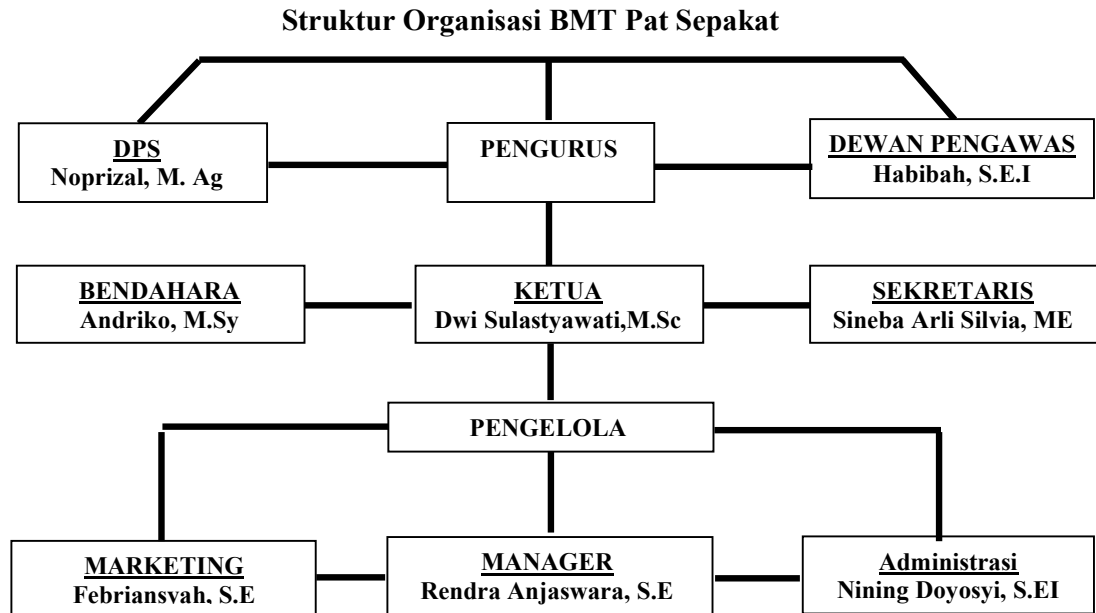 Struktur Organisasi BMT Pat Sepakat
DPS
Noprizal, M. Ag
PENGURUS
DEWAN PENGAWAS
Habibah, S.E.I
BENDAHARA
Andriko, M.Sy
KETUA
Dwi Sulastyawati,M.Sc
SEKRETARIS
Sineba Arli Silvia, ME
PENGELOLA
MARKETING
Febriansyah, S.E
MANAGER
Rendra Anjaswara, S.E
Administrasi
Nining Doyosyi, S.EI